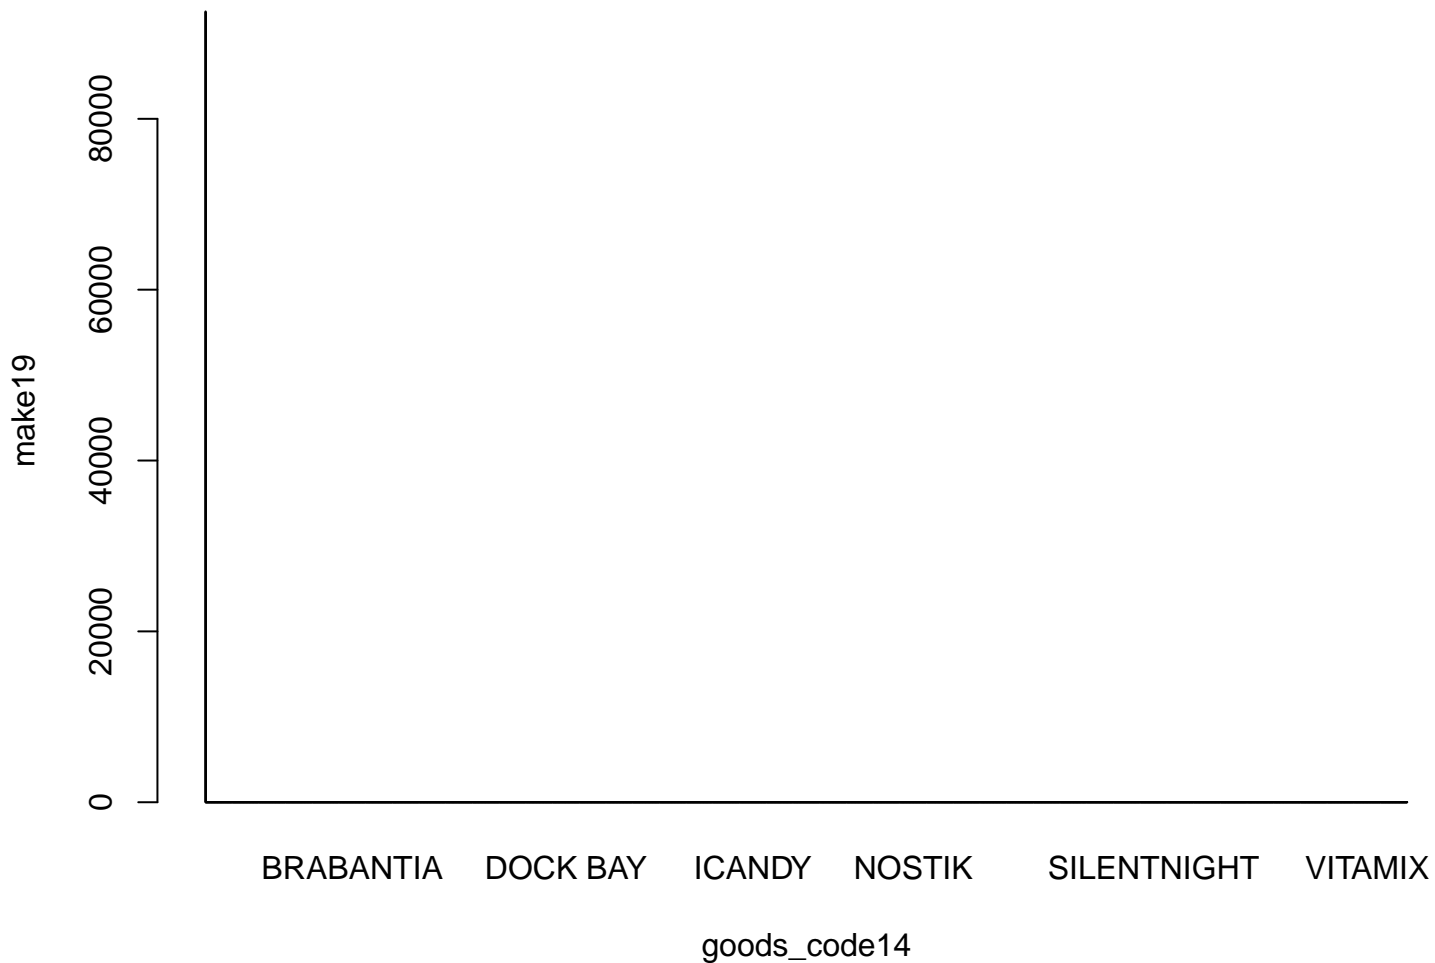 80000
60000
40000
20000
0
make19
BRABANTIA DOCK BAY ICANDY NOSTIK SILENTNIGHT VITAMIX
goods_code14